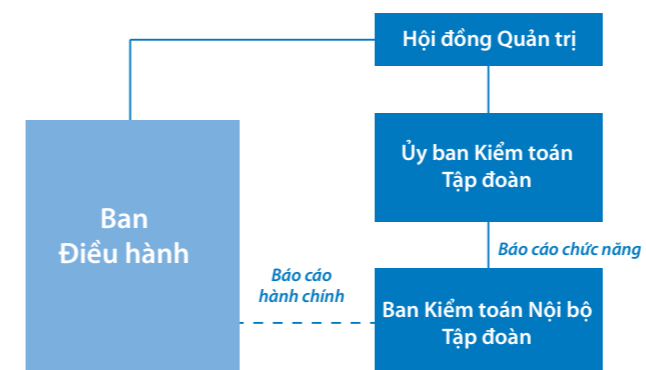 Hội đồng Quản trị
Ủy ban Kiểm toán
Tập đoàn
Ban
Điều hành
Báo cáo chức năng
Báo cáo
hành chính
Ban Kiểm toán Nội bộ
Tập đoàn